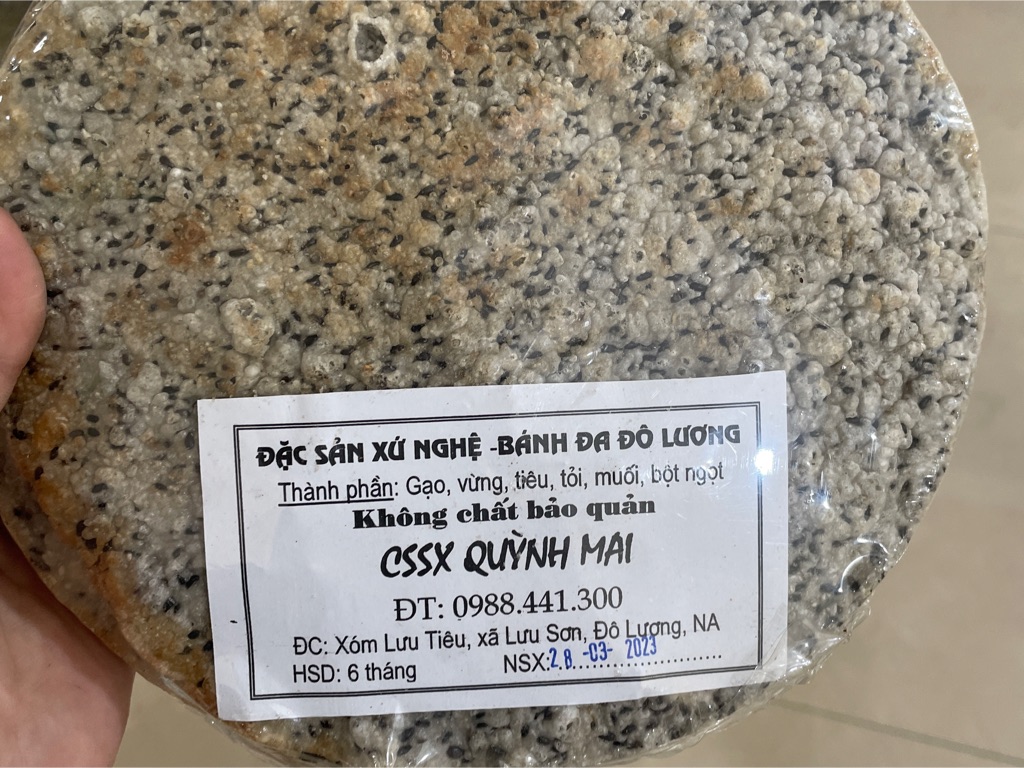 ĐẶC SẢN XỨ NGHỆ -BÁNH ĐA ĐÔ LƯƠNG
Thành phần: Gạo, vừng, tiêu, tỏi, muối, bột ngọt
Không chất bảo quản
CSSX QUỲNH MAI
ĐT: 0988.441.300
ĐC: Xóm Lưu Tiêu, xã Lưu Sơn, Đô Lương, NA
HSD: 6 tháng NSX:28-03-2023